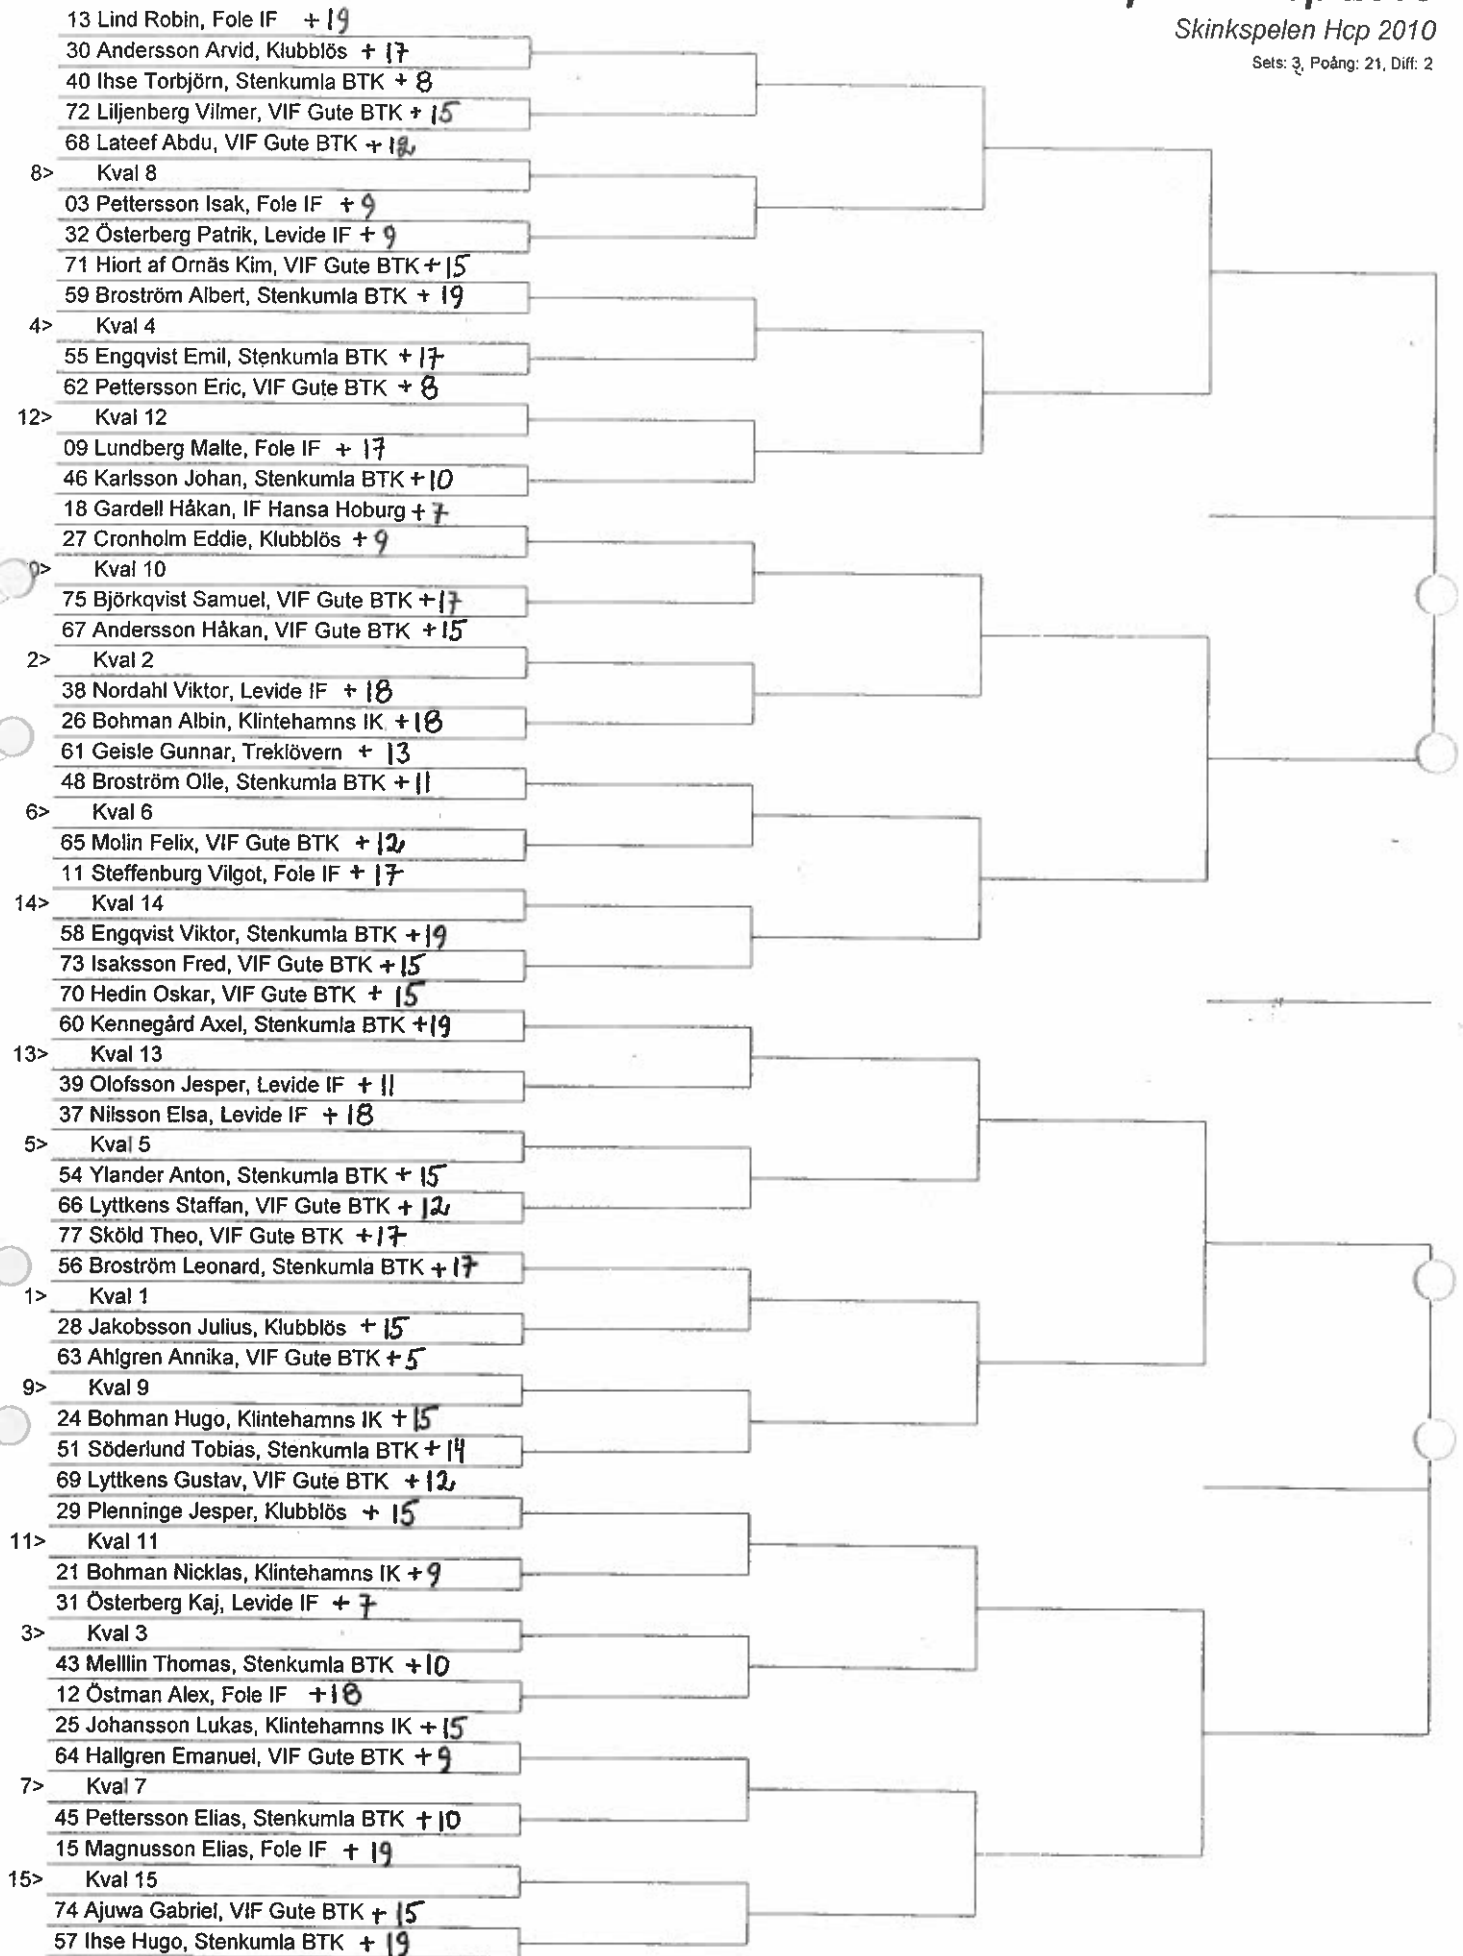 Skinkspelen Hcp 2010
Sets: 3, Poäng: 21, Diff: 2
13 Lind Robin, Fole IF +19
30 Andersson Arvid, Klubblös +17
40 Ihse Torbjörn, Stenkumla BTK +8
72 Liljenberg Vilmer, VIF Gute BTK +15
68 Lateef Abdu, VIF Gute BTK +12
8> Kval 8
03 Pettersson Isak, Fole IF +9
32 Österberg Patrik, Levide IF +9
71 Hiort af Ornäs Kim, VIF Gute BTK +15
59 Broström Albert, Stenkumla BTK +19
4> Kval 4
55 Engqvist Emil, Stenkumla BTK +17
62 Pettersson Eric, VIF Gute BTK +8
12> Kval 12
09 Lundberg Malte, Fole IF +17
46 Karlsson Johan, Stenkumla BTK +10
18 Gardell Håkan, IF Hansa Hoburg +7
27 Cronholm Eddie, Klubblös +9
0> Kval 10
75 Björkqvist Samuel, VIF Gute BTK +17
67 Andersson Håkan, VIF Gute BTK +15
2> Kval 2
38 Nordahl Viktor, Levide IF +18
26 Bohman Albin, Klintehamns IK +18
61 Geisle Gunnar, Treklövern +13
48 Broström Olle, Stenkumla BTK +11
6> Kval 6
65 Molin Felix, VIF Gute BTK +12
11 Steffenburg Vilgot, Fole IF +17
14> Kval 14
58 Engqvist Viktor, Stenkumla BTK +19
73 Isaksson Fred, VIF Gute BTK +15
70 Hedin Oskar, VIF Gute BTK +15
60 Kennegård Axel, Stenkumla BTK +19
13> Kval 13
39 Olofsson Jesper, Levide IF +11
37 Nilsson Elsa, Levide IF +18
5> Kval 5
54 Ylander Anton, Stenkumla BTK +15
66 Lyttkens Staffan, VIF Gute BTK +12
77 Sköld Theo, VIF Gute BTK +17
56 Broström Leonard, Stenkumla BTK +17
1> Kval 1
28 Jakobsson Julius, Klubblös +15
63 Ahlgren Annika, VIF Gute BTK +5
9> Kval 9
24 Bohman Hugo, Klintehamns IK +15
51 Söderlund Tobias, Stenkumla BTK +14
69 Lyttkens Gustav, VIF Gute BTK +12
29 Plenninge Jesper, Klubblös +15
11> Kval 11
21 Bohman Nicklas, Klintehamns IK +9
31 Österberg Kaj, Levide IF +7
3> Kval 3
43 Melllin Thomas, Stenkumla BTK +10
12 Östman Alex, Fole IF +18
25 Johansson Lukas, Klintehamns IK +15
64 Hallgren Emanuel, VIF Gute BTK +9
7> Kval 7
45 Pettersson Elias, Stenkumla BTK +10
15 Magnusson Elias, Fole IF +19
15> Kval 15
74 Ajuwa Gabriel, VIF Gute BTK +15
57 Ihse Hugo, Stenkumla BTK +19